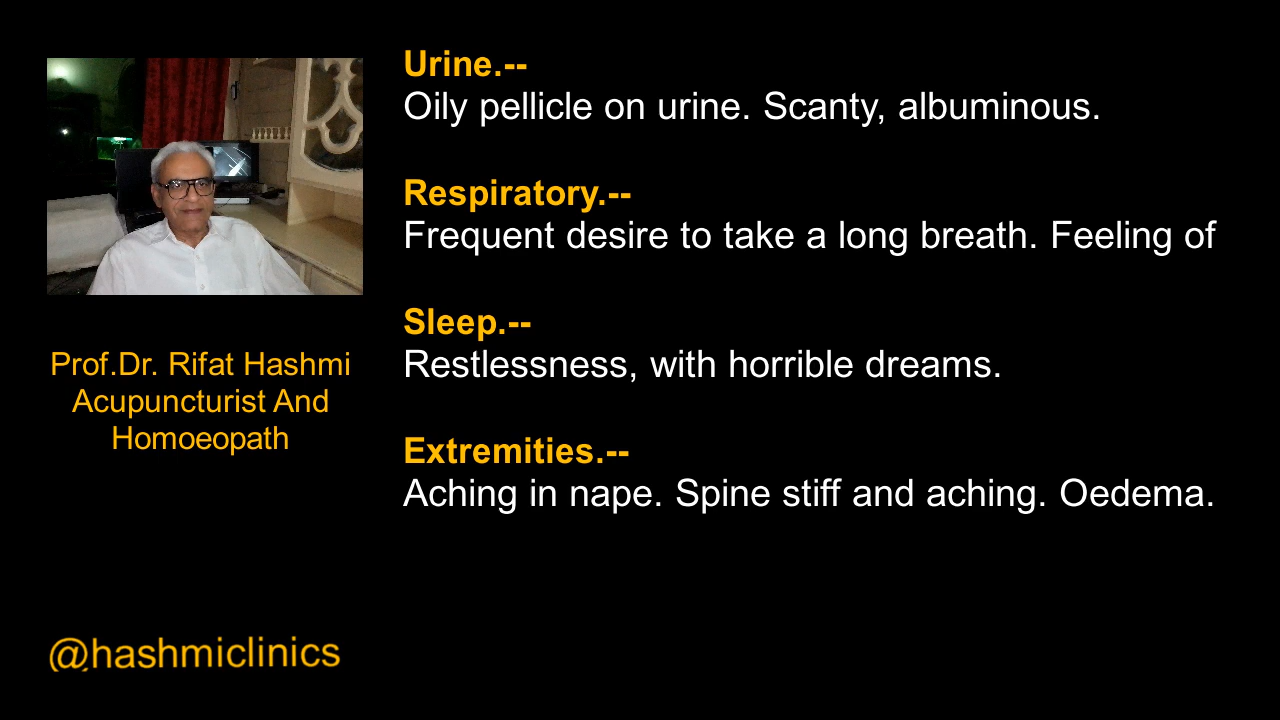 Urine.--
Oily pellicle on urine. Scanty, albuminous.
Respiratory.--
Frequent desire to take a long breath. Feeling of
Sleep.--
Restlessness, with horrible dreams.
Extremities.--
Aching in nape. Spine stiff and aching. Oedema.
Prof.Dr. Rifat Hashmi
Acupuncturist And
Homoeopath
@hashmiclinics